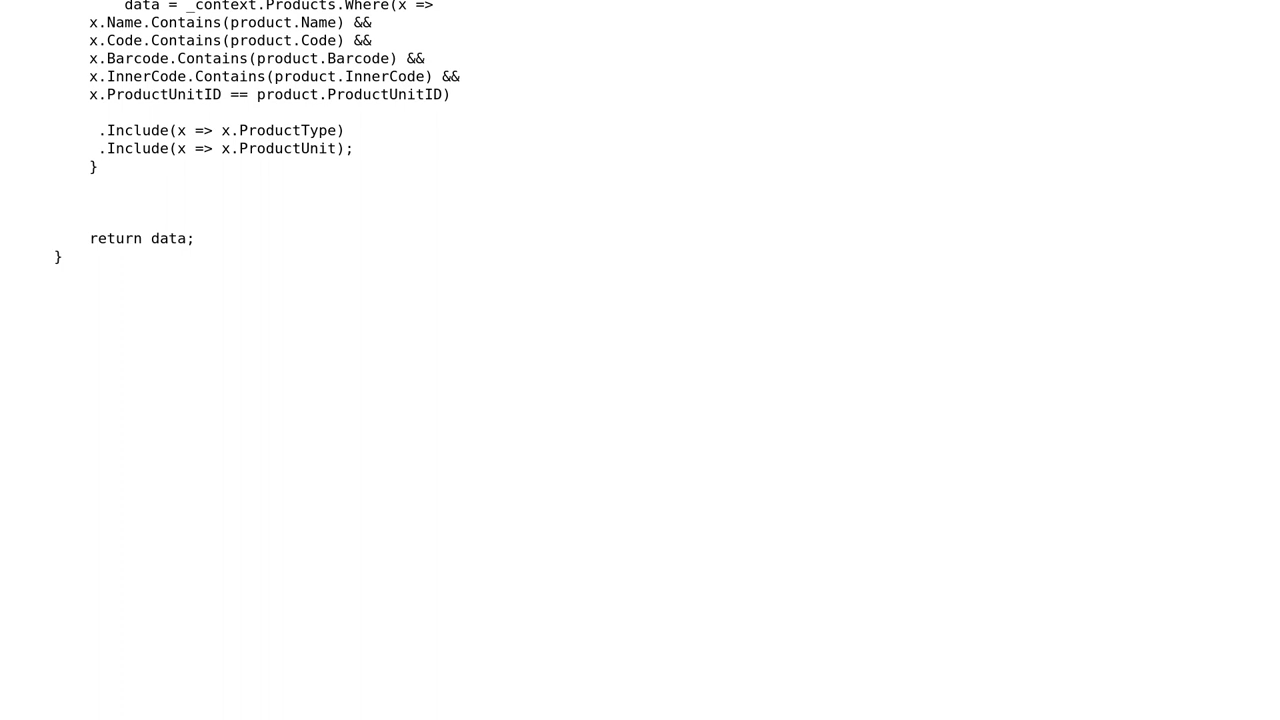 data = _context.Products.Where(x =>
x.Name.Contains(product.Name) &&
x.Code.Contains(product.Code) &&
x.Barcode.Contains(product.Barcode) &&
x.InnerCode.Contains(product.InnerCode) &&
x.ProductUnitID == product.ProductUnitID)
.Include(x => x.ProductType)
.Include(x => x.ProductUnit);
}
return data;
}